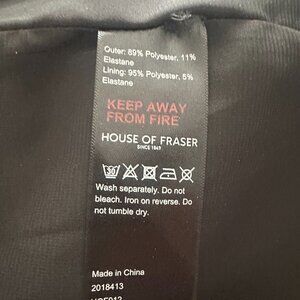 Outer: 89% Polyester, 11%
Elastane
Lining: 95% Polyester, 5%
Elastane
KEEP AWAY
FROM FIRE
HOUSE OF FRASER
SINCE 1849
Wash separately. Do not
bleach. Iron on reverse. Do
not tumble dry.
Made in China
2018413